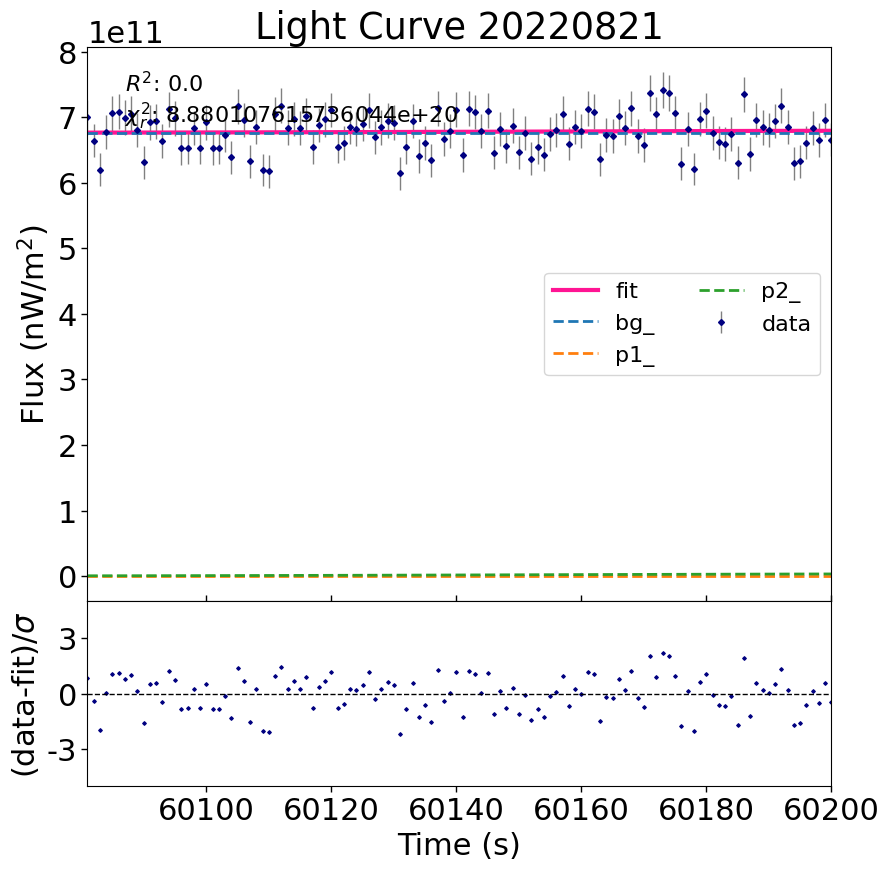 Light Curve 20220821
1e11
R²: 0.0
χ²ᵣ: 8.880107615736044e+20
8
7
6
5
4
3
2
1
0
Flux (nW/m²)
fit
bg_
p1_
p2_
data
3
0
-3
(data-fit)/σ
60100 60120 60140 60160 60180 60200
Time (s)